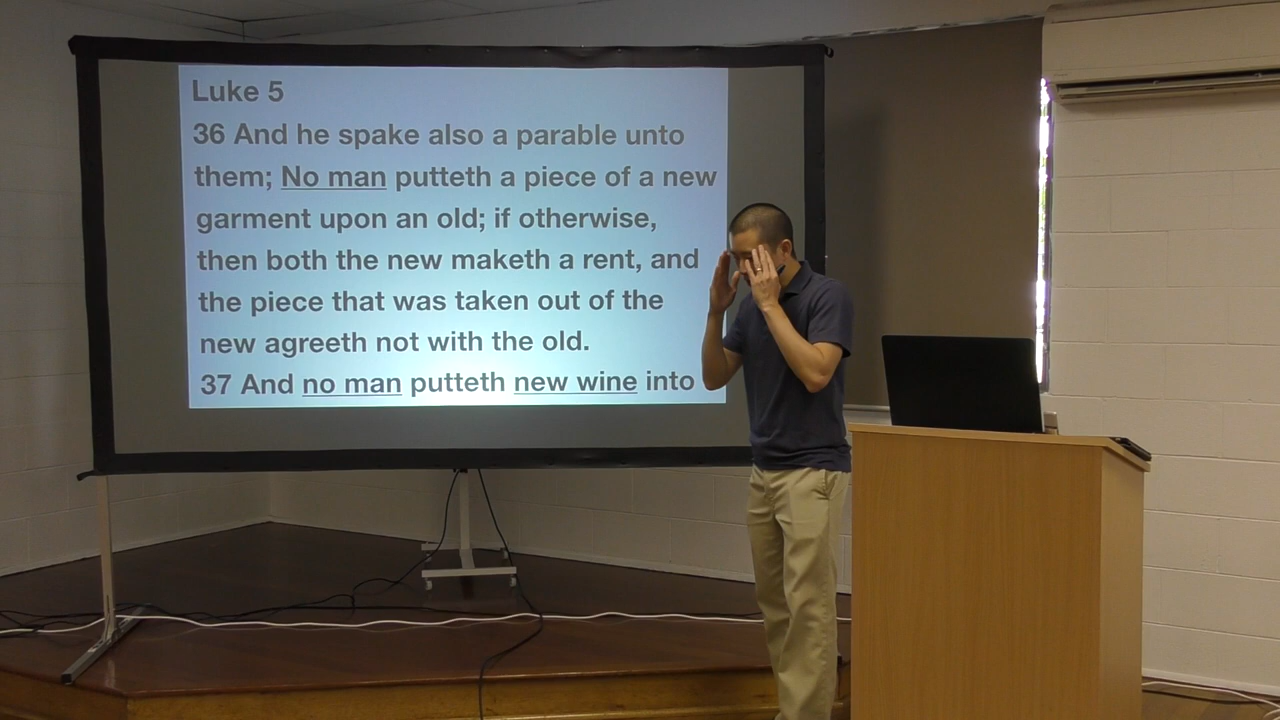 Luke 5
36 And he spake also a parable unto
them; No man putteth a piece of a new
garment upon an old; if otherwise,
then both the new maketh a rent, and
the piece that was taken out of the
new agreeth not with the old.
37 And no man putteth new wine into